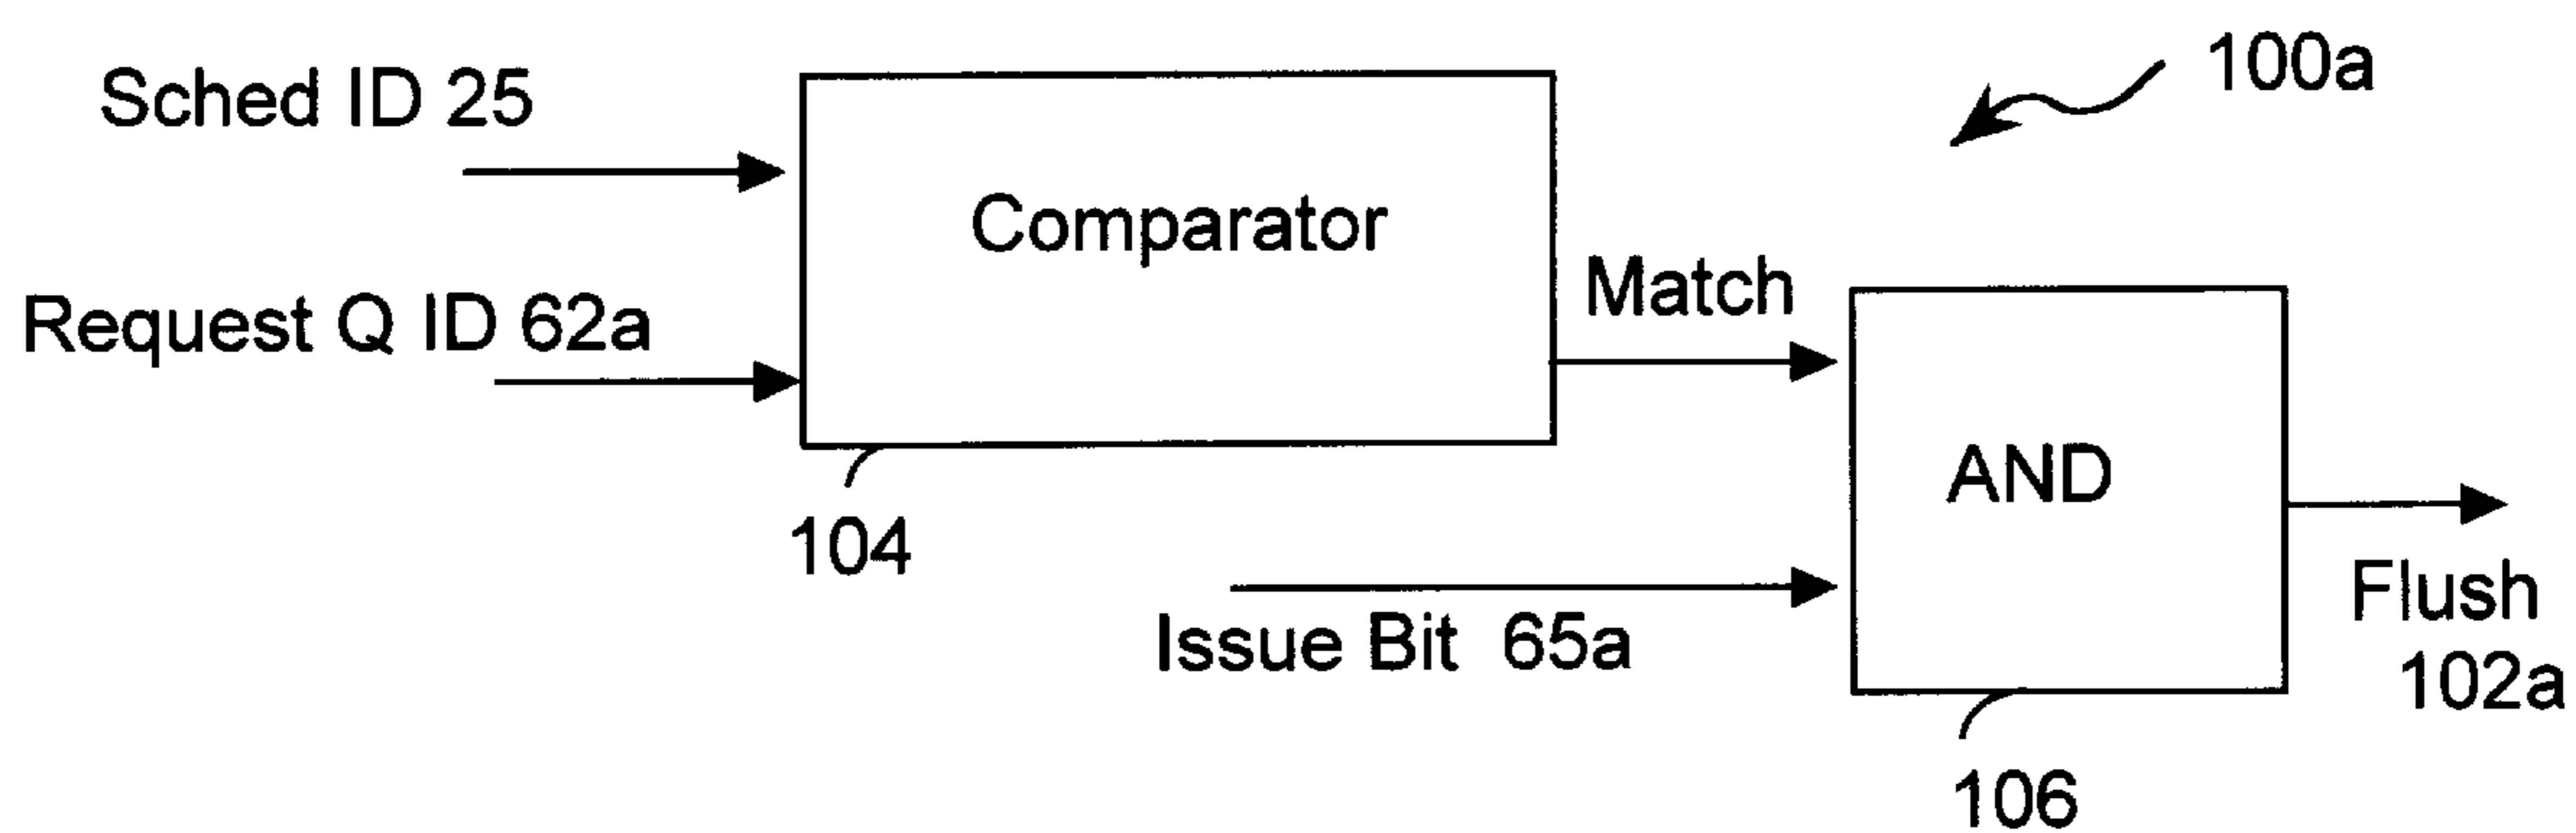 Sched ID 25
100a
Comparator
Request Q ID 62a
Match
AND
104
Issue Bit 65a
Flush
102a
106